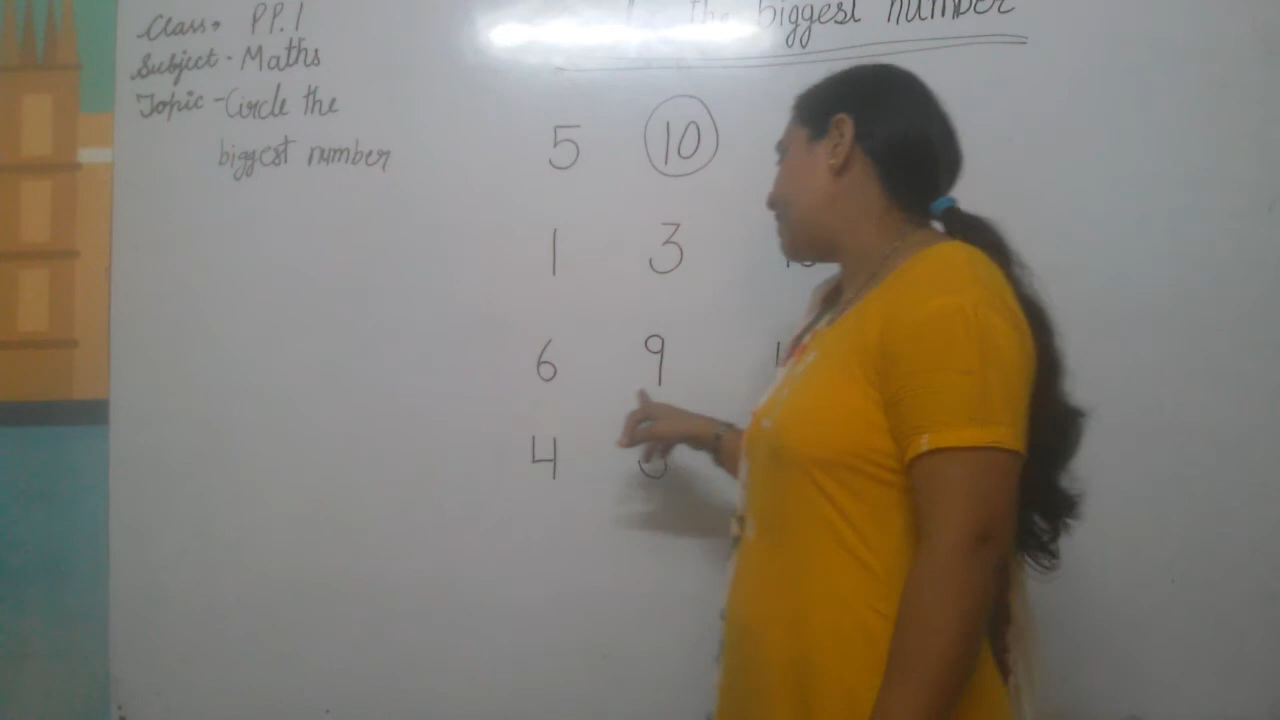 Class→ PP.1
Subject - Maths
Topic - Circle the
biggest number
the biggest number
5 10
1 3
6 9
4